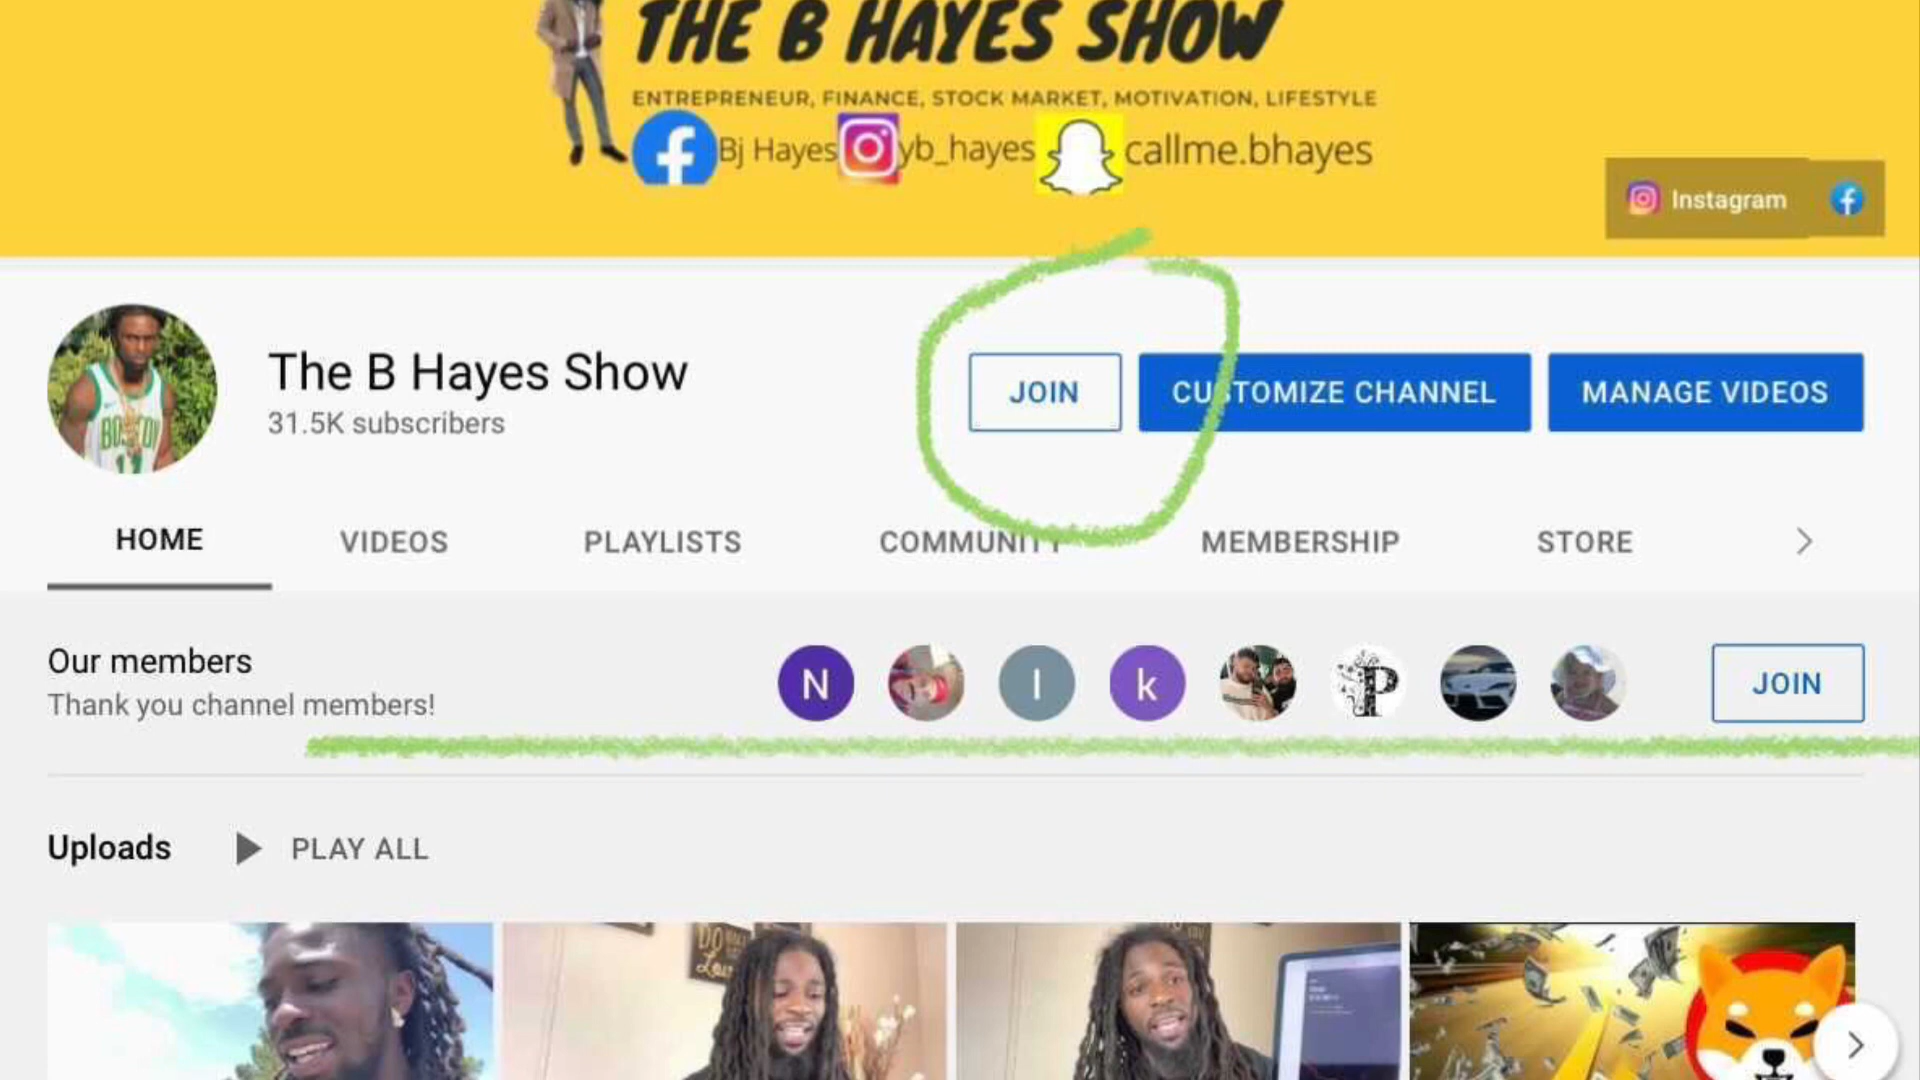 THE B HAYES SHOW
ENTREPRENEUR, FINANCE, STOCK MARKET, MOTIVATION, LIFESTYLE
Bj Hayes yb_hayes callme.bhayes
Instagram
The B Hayes Show
31.5K subscribers
JOIN
CUSTOMIZE CHANNEL
MANAGE VIDEOS
HOME
VIDEOS
PLAYLISTS
COMMUNITY
MEMBERSHIP
STORE
Our members
Thank you channel members!
N
I
k
P
JOIN
Uploads
PLAY ALL
DO